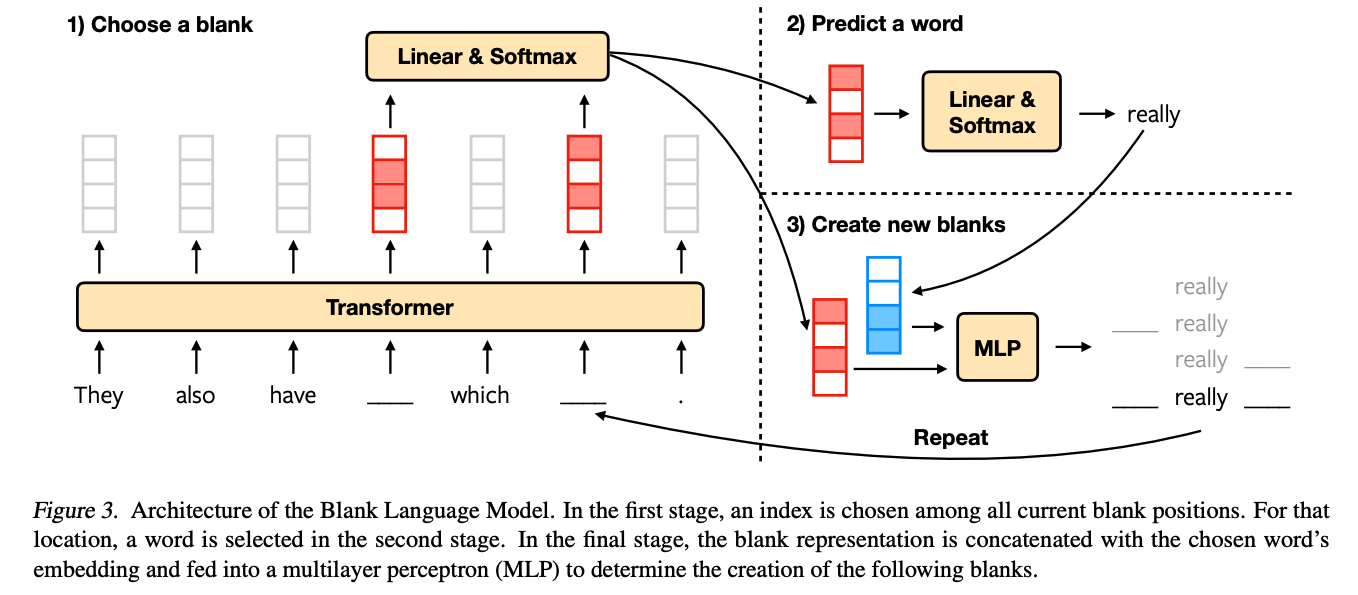 1) Choose a blank
Linear & Softmax
Transformer
They also have ____ which ____ .
2) Predict a word
Linear &
Softmax
really
3) Create new blanks
MLP
really
____ really
really ____
____ really ____
Repeat
Figure 3. Architecture of the Blank Language Model. In the first stage, an index is chosen among all current blank positions. For that
location, a word is selected in the second stage. In the final stage, the blank representation is concatenated with the chosen word’s
embedding and fed into a multilayer perceptron (MLP) to determine the creation of the following blanks.